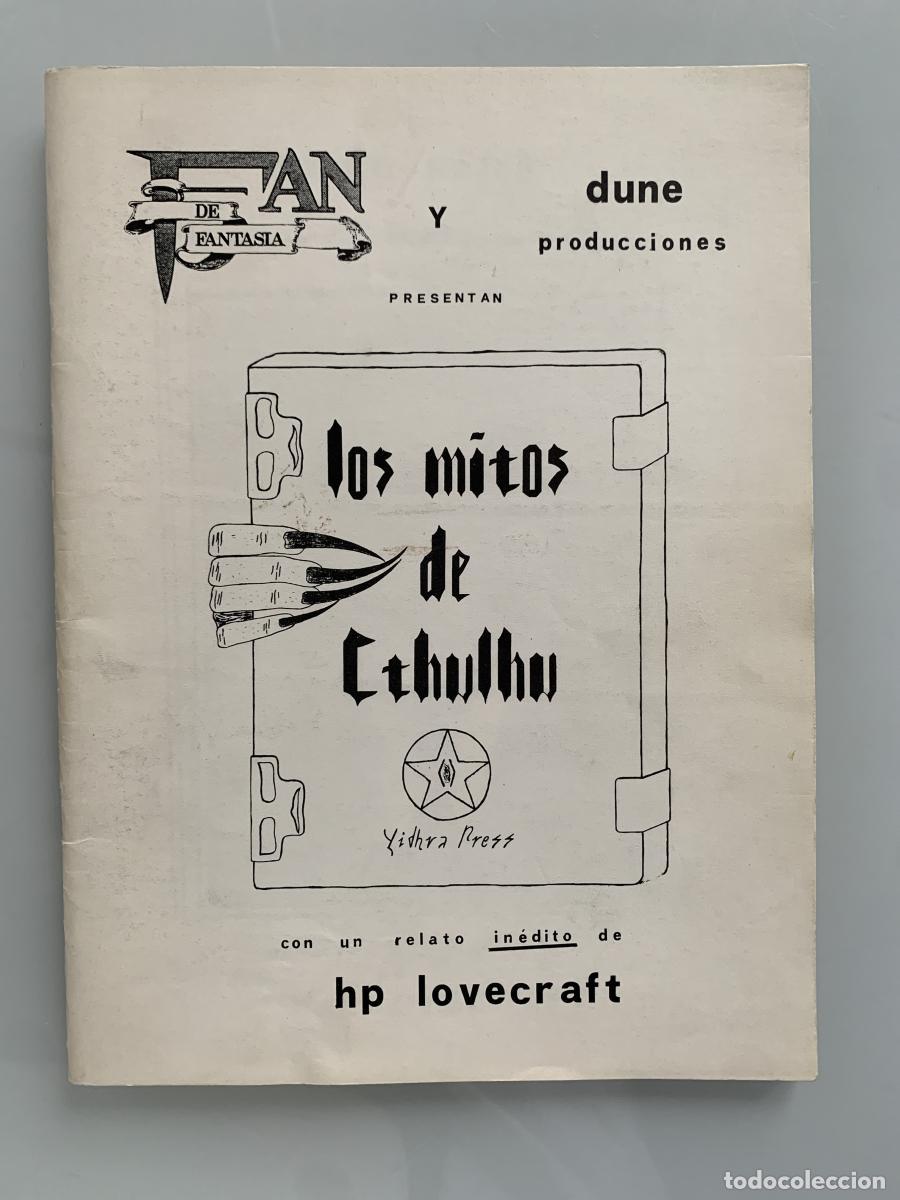 FAN
DE
FANTASIA
Y
dune
producciones
PRESENTAN
los mitos
de
Cthulhu
Yidhra Press
con un relato inédito de
hp lovecraft
todocoleccion